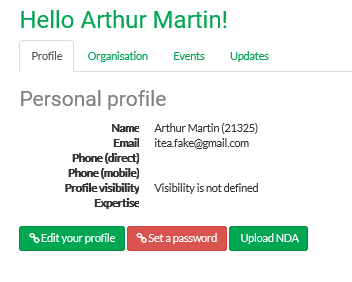 Hello Arthur Martin!
Profile Organisation Events Updates
Personal profile
Name Arthur Martin (21325)
Email itea.fake@gmail.com
Phone (direct)
Phone (mobile)
Profile visibility Visibility is not defined
Expertise
Edit your profile Set a password Upload NDA